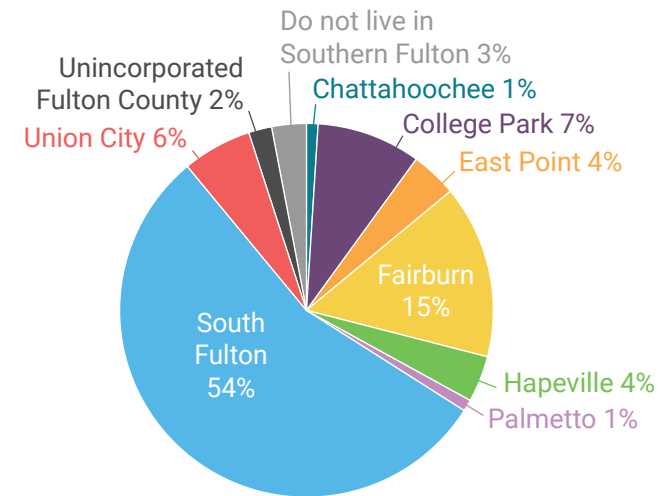 Do not live in
Southern Fulton 3%
Unincorporated
Fulton County 2%
Chattahoochee 1%
College Park 7%
Union City 6%
East Point 4%
Fairburn
15%
South
Fulton
54%
Hapeville 4%
Palmetto 1%